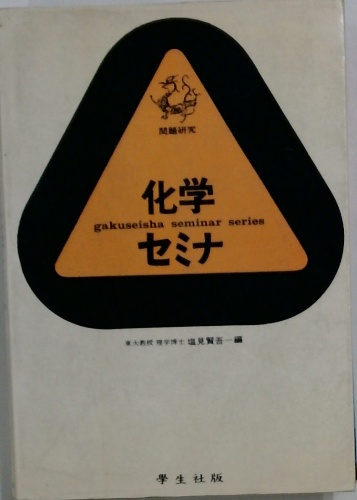 問題研究
化学
gakuseisha seminar series
セミナ
東大教授 理学博士 塩見賢吾一編
學生社版